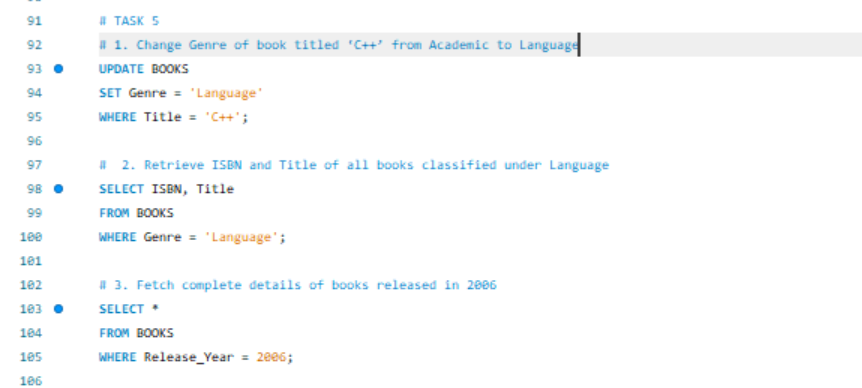 91 # TASK 5
92 # 1. Change Genre of book titled ‘C++’ from Academic to Language
93 UPDATE BOOKS
94 SET Genre = 'Language'
95 WHERE Title = 'C++';
96
97 #  2. Retrieve ISBN and Title of all books classified under Language
98 SELECT ISBN, Title
99 FROM BOOKS
100 WHERE Genre = 'Language';
101
102 # 3. Fetch complete details of books released in 2006
103 SELECT *
104 FROM BOOKS
105 WHERE Release_Year = 2006;
106